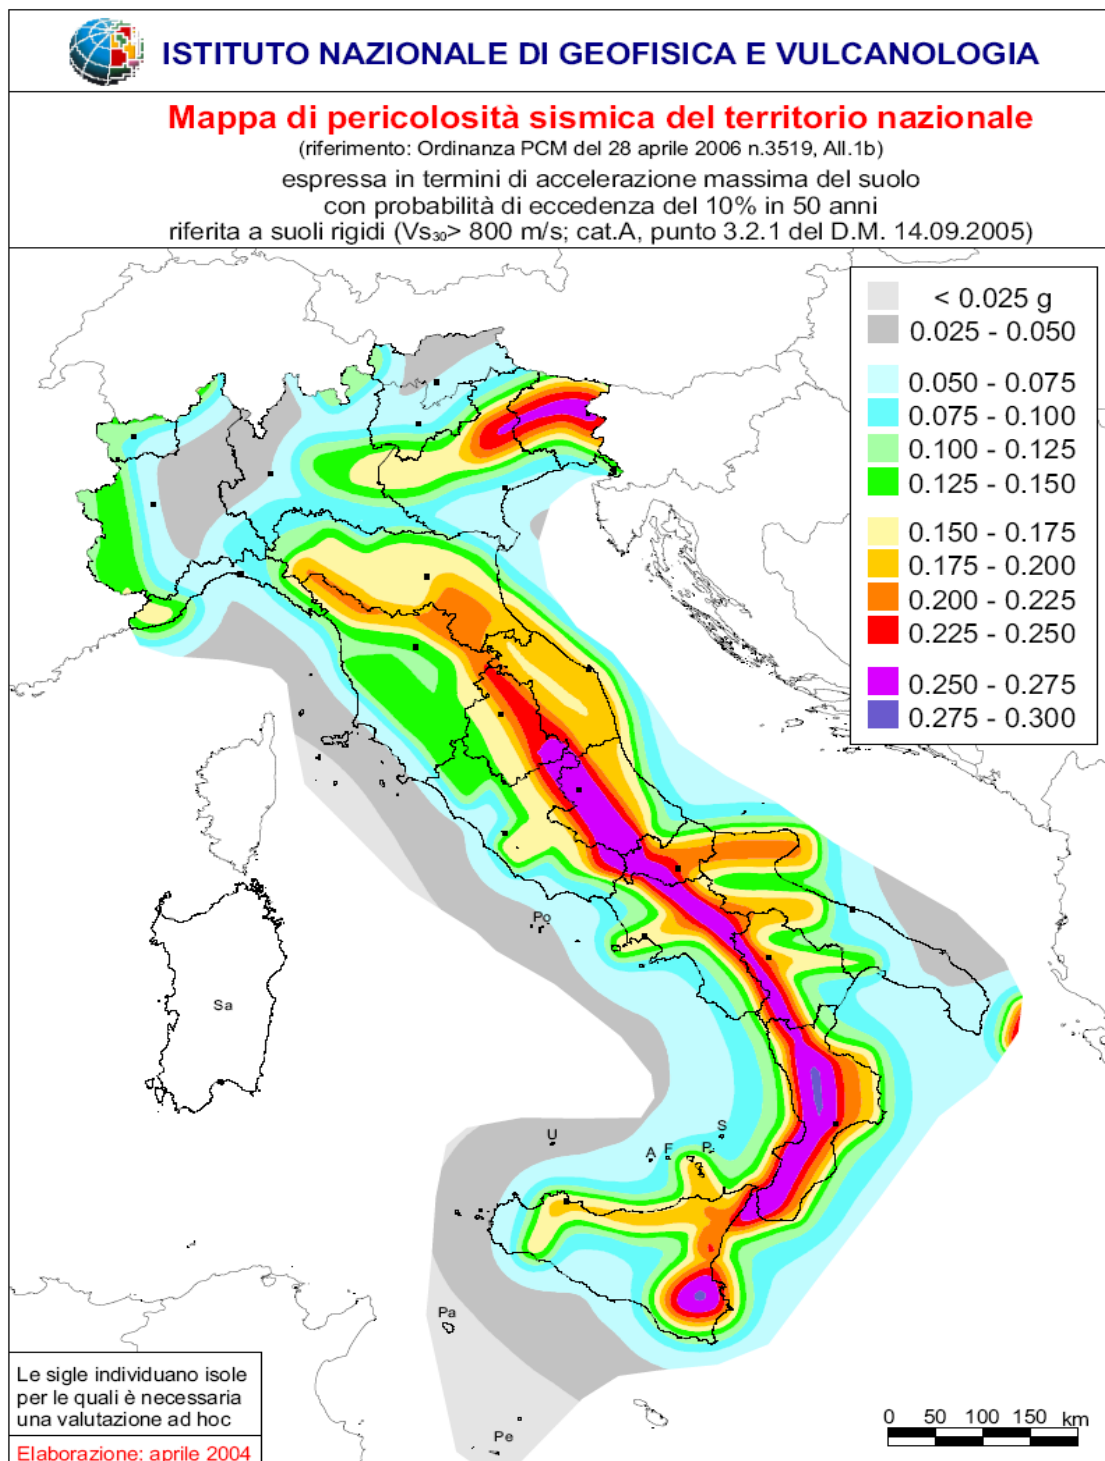 ISTITUTO NAZIONALE DI GEOFISICA E VULCANOLOGIA
Mappa di pericolosità sismica del territorio nazionale
(riferimento: Ordinanza PCM del 28 aprile 2006 n.3519, All.1b)
espressa in termini di accelerazione massima del suolo
con probabilità di eccedenza del 10% in 50 anni
riferita a suoli rigidi (Vs30> 800 m/s; cat.A, punto 3.2.1 del D.M. 14.09.2005)
< 0.025 g
0.025 - 0.050
0.050 - 0.075
0.075 - 0.100
0.100 - 0.125
0.125 - 0.150
0.150 - 0.175
0.175 - 0.200
0.200 - 0.225
0.225 - 0.250
0.250 - 0.275
0.275 - 0.300
Po
Sa
S
U
A
F
P
Pa
Pe
Le sigle individuano isole
per le quali è necessaria
una valutazione ad hoc
Elaborazione: aprile 2004
0 50 100 150 km